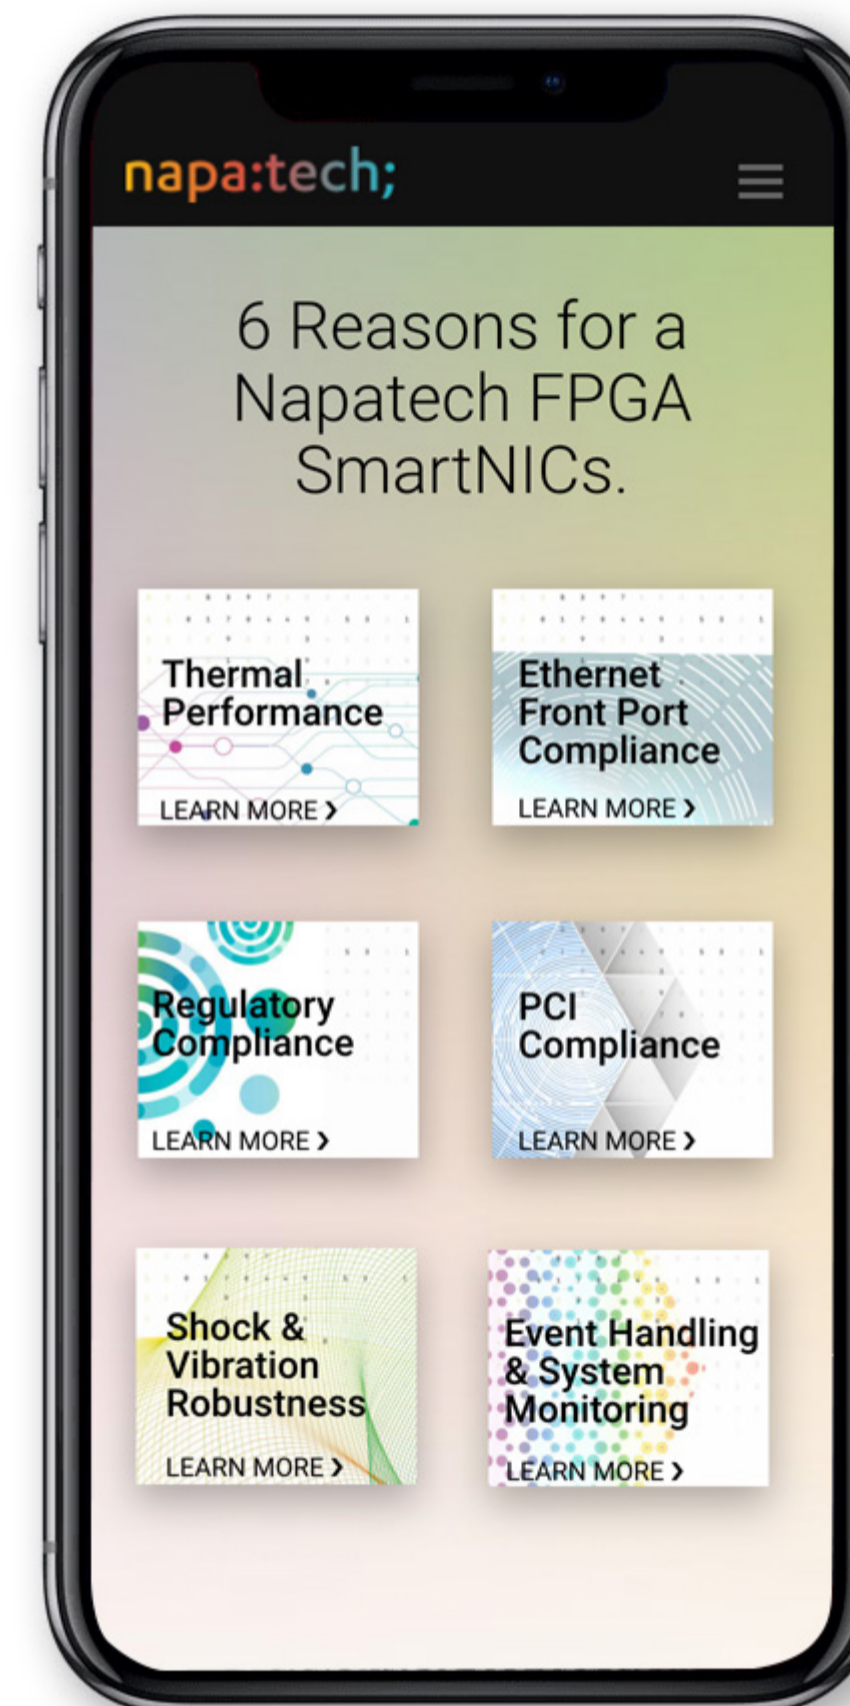 napa:tech;
6 Reasons for a
Napatech FPGA
SmartNICs.
Thermal
Performance
LEARN MORE ❯
Ethernet
Front Port
Compliance
LEARN MORE ❯
Regulatory
Compliance
LEARN MORE ❯
PCI
Compliance
LEARN MORE ❯
Shock &
Vibration
Robustness
LEARN MORE ❯
Event Handling
& System
Monitoring
LEARN MORE ❯